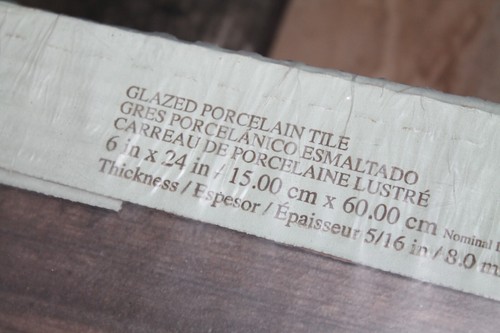 GLAZED PORCELAIN TILE
GRES PORCELÁNICO ESMALTADO
CARREAU DE PORCELAINE LUSTRÉ
6 in x 24 in / 15.00 cm x 60.00 cm Nominal
Thickness / Espesor / Épaisseur 5/16 in / 8.0 m